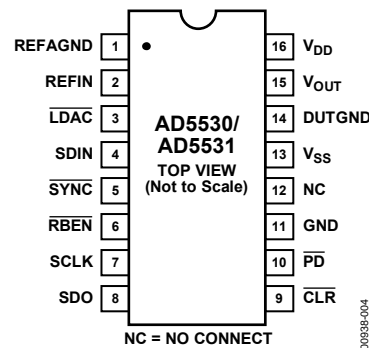 REFAGND 1
REFIN 2
LDAC 3
SDIN 4
SYNC 5
RBEN 6
SCLK 7
SDO 8
AD5530/
AD5531
TOP VIEW
(Not to Scale)
16 VDD
15 VOUT
14 DUTGND
13 VSS
12 NC
11 GND
10 PD
9 CLR
NC = NO CONNECT
00938-004